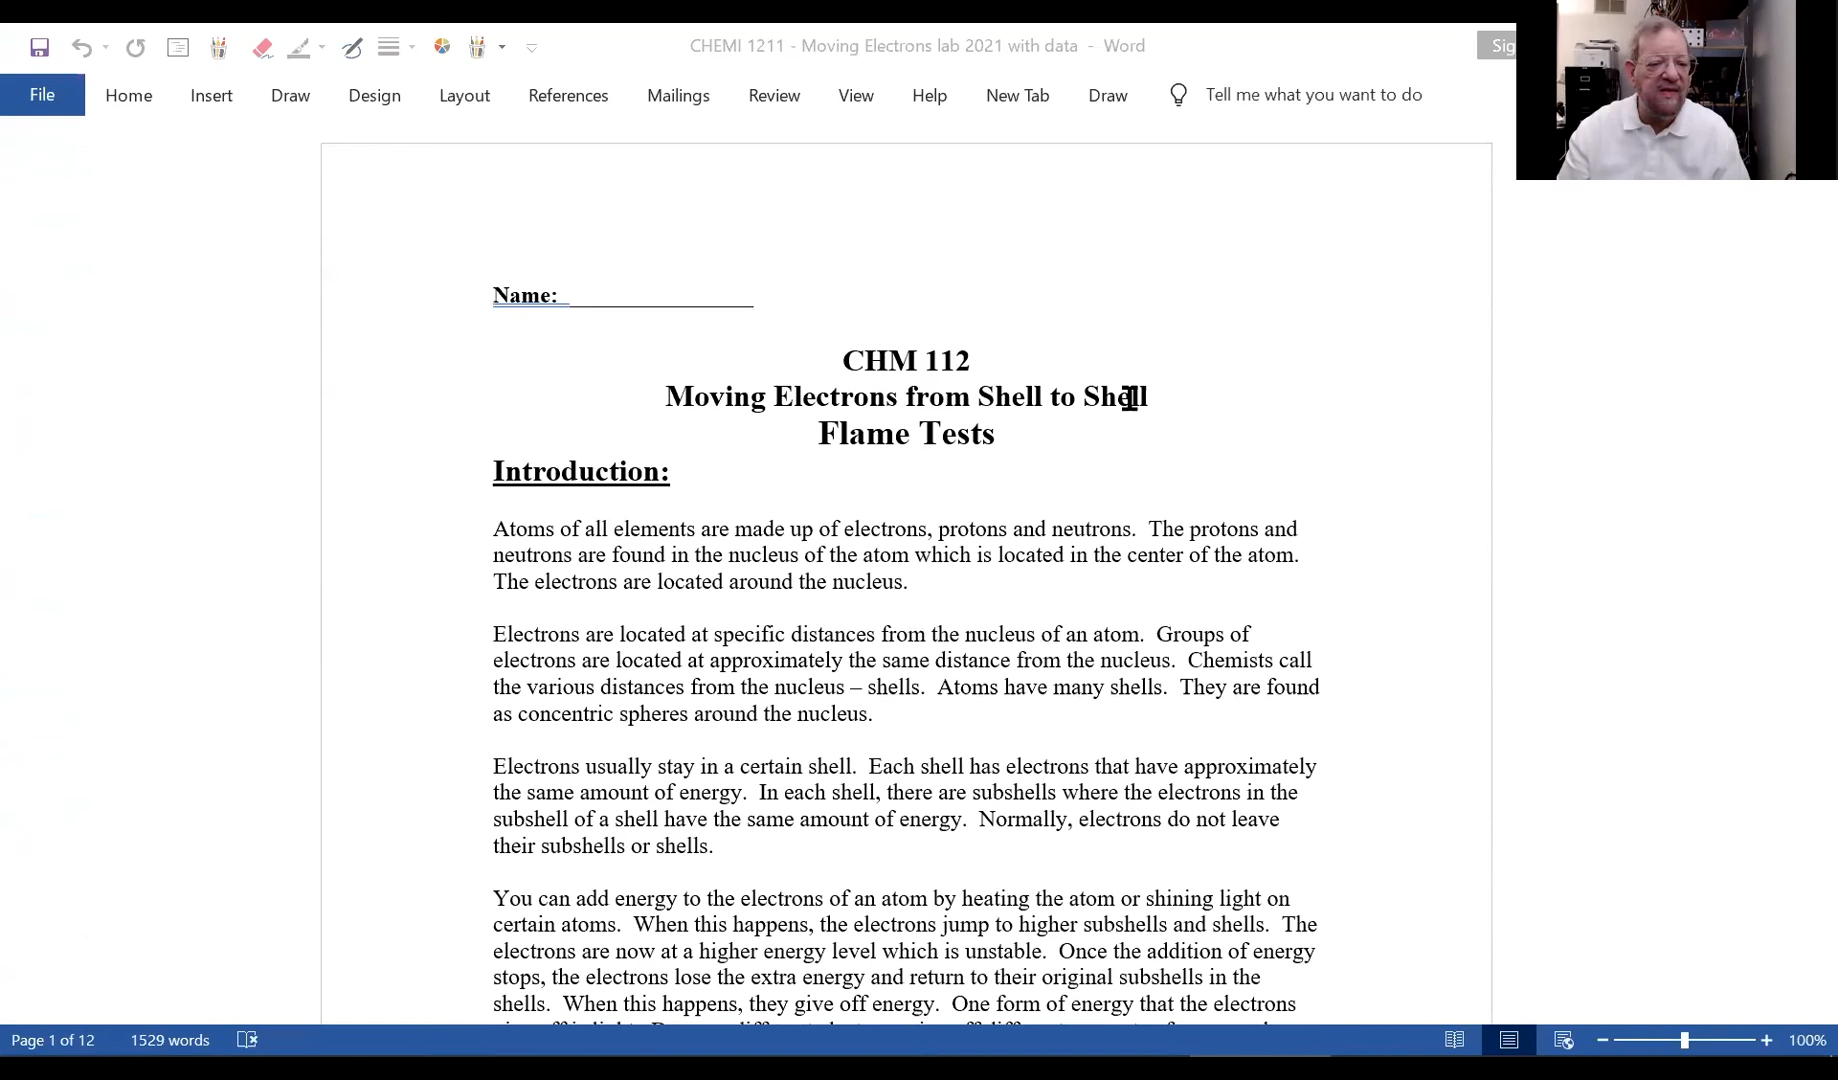 CHEMI 1211 - Moving Electrons lab 2021 with data - Word
File Home Insert Draw Design Layout References Mailings Review View Help New Tab Draw Tell me what you want to do
Name: ___________________
CHM 112
Moving Electrons from Shell to Shell
Flame Tests
Introduction:
Atoms of all elements are made up of electrons, protons and neutrons. The protons and
neutrons are found in the nucleus of the atom which is located in the center of the atom.
The electrons are located around the nucleus.
Electrons are located at specific distances from the nucleus of an atom. Groups of
electrons are located at approximately the same distance from the nucleus. Chemists call
the various distances from the nucleus – shells. Atoms have many shells. They are found
as concentric spheres around the nucleus.
Electrons usually stay in a certain shell. Each shell has electrons that have approximately
the same amount of energy. In each shell, there are subshells where the electrons in the
subshell of a shell have the same amount of energy. Normally, electrons do not leave
their subshells or shells.
You can add energy to the electrons of an atom by heating the atom or shining light on
certain atoms. When this happens, the electrons jump to higher subshells and shells. The
electrons are now at a higher energy level which is unstable. Once the addition of energy
stops, the electrons lose the extra energy and return to their original subshells in the
shells. When this happens, they give off energy. One form of energy that the electrons
Page 1 of 12 1529 words 100%